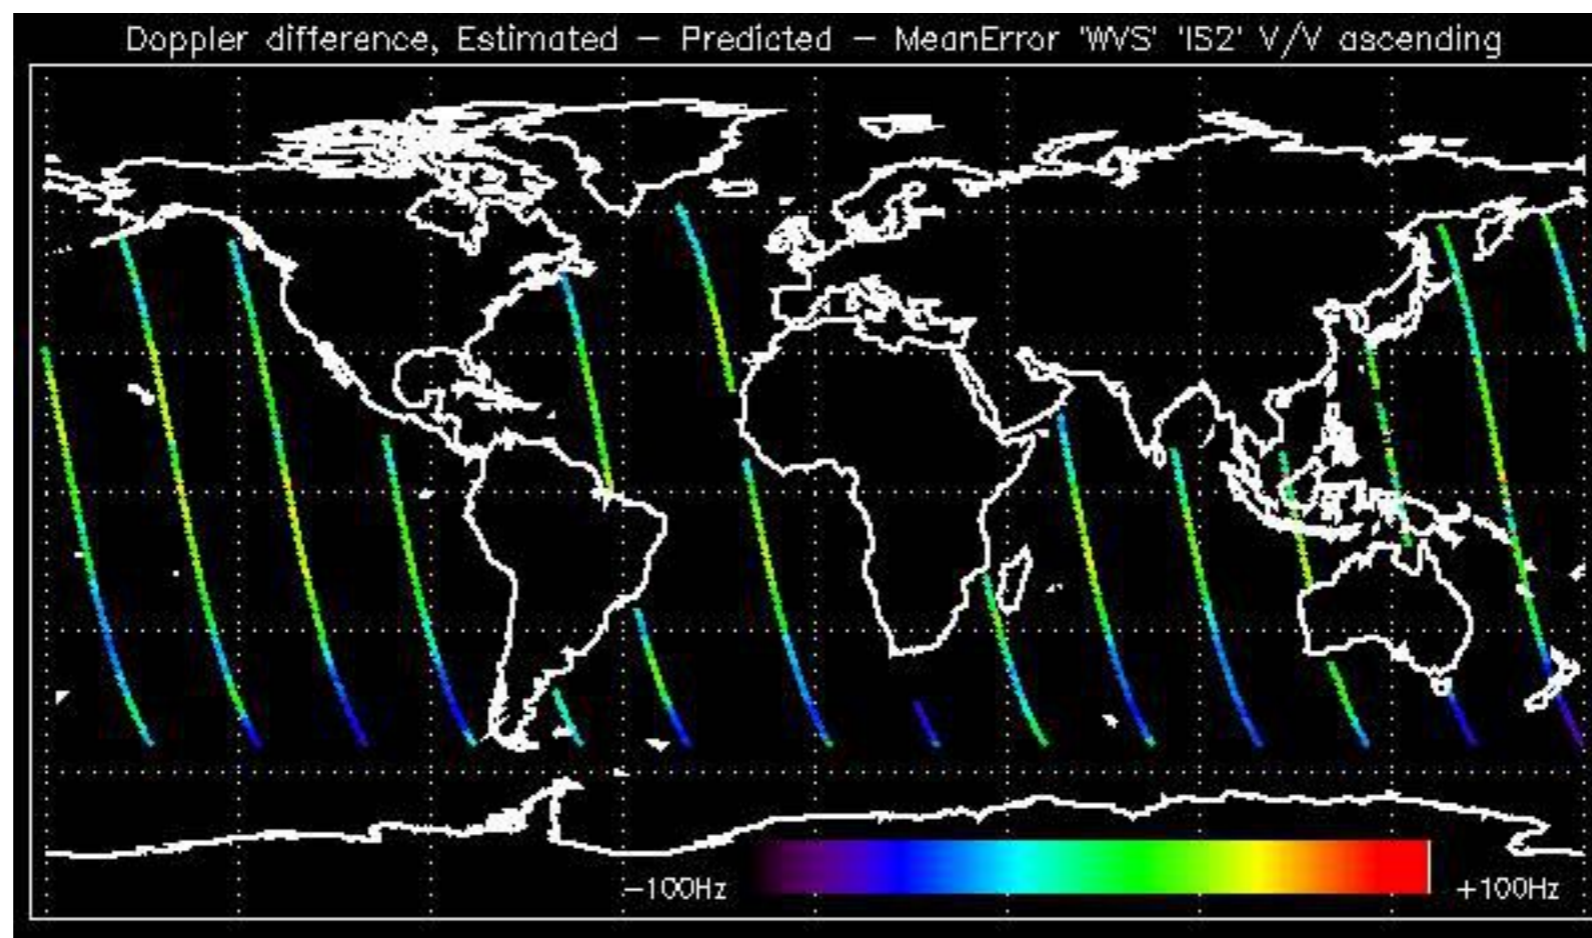 Doppler difference, Estimated – Predicted – MeanError 'WVS' 'IS2' V/V ascending
–100Hz
+100Hz